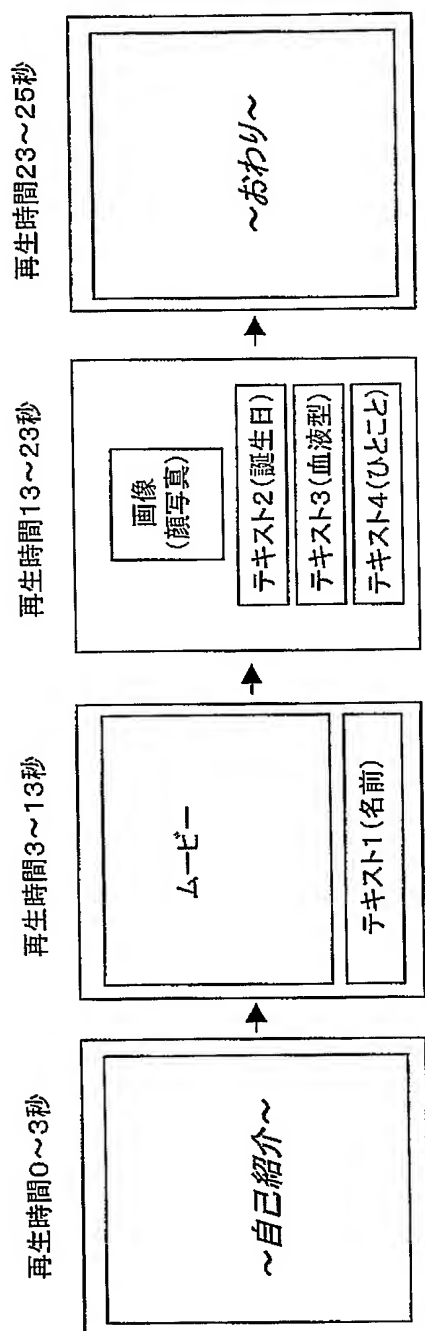 再生時間0～3秒
～自己紹介～
再生時間3～13秒
ムービー
テキスト1(名前)
再生時間13～23秒
画像
(顔写真)
テキスト2(誕生日)
テキスト3(血液型)
テキスト4(ひとこと)
再生時間23～25秒
～おわり～